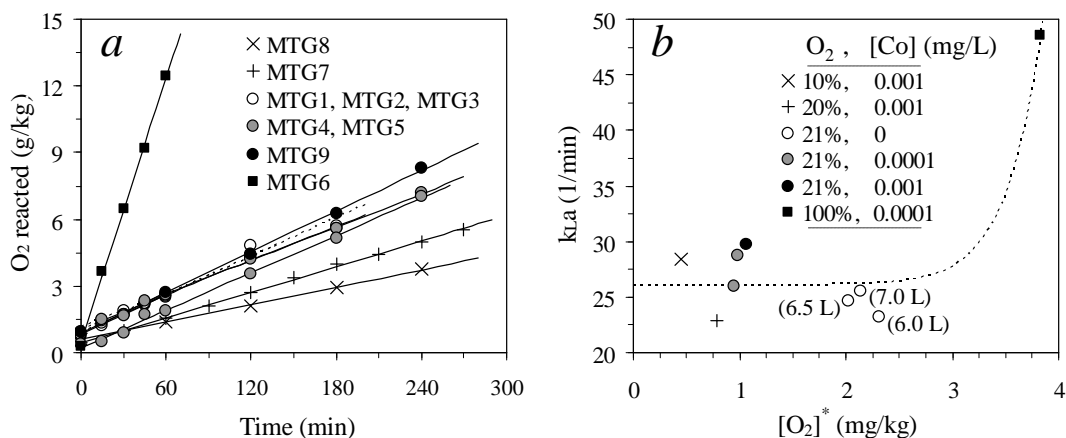 a
15
12
9
6
3
0
0 60 120 180 240 300
Time (min)
O₂ reacted (g/kg)
MTG8
MTG7
MTG1, MTG2, MTG3
MTG4, MTG5
MTG9
MTG6
b
50
45
40
35
30
25
20
0 1 2 3 4
[O₂]* (mg/kg)
kLa (1/min)
O₂ , [Co] (mg/L)
10%, 0.001
20%, 0.001
21%, 0
21%, 0.0001
21%, 0.001
100%, 0.0001
(6.5 L)
(7.0 L)
(6.0 L)